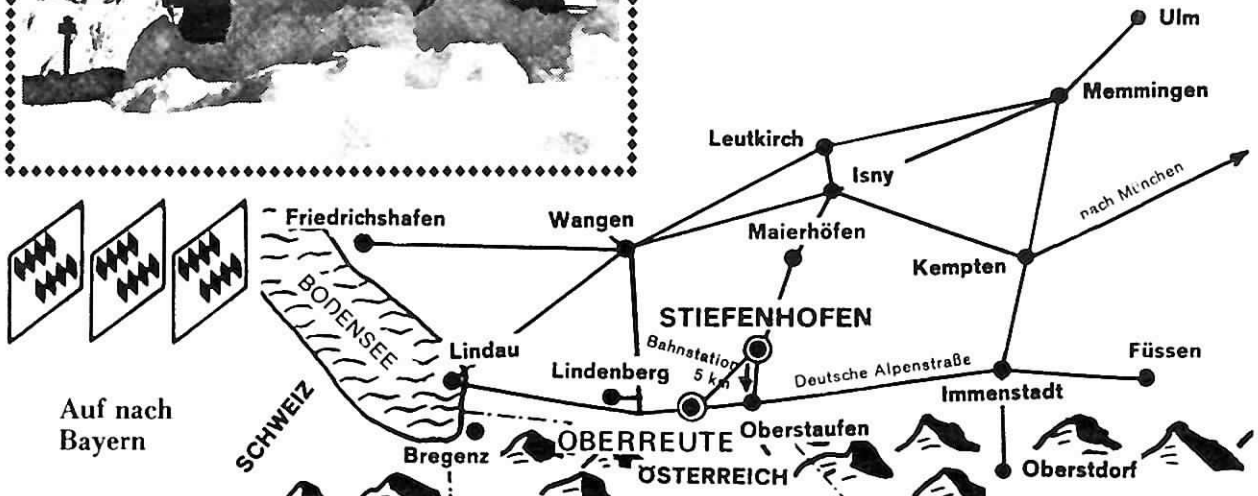 Ulm
Memmingen
Leutkirch
Isny
nach München
Friedrichshafen
Wangen
Maierhöfen
Kempten
BODENSEE
STIEFENHOFEN
Bahnstation
5 km
Lindau
Lindenberg
Deutsche Alpenstraße
Füssen
Immenstadt
Auf nach
Bayern
SCHWEIZ
Bregenz
OBERREUTE
Oberstaufen
ÖSTERREICH
Oberstdorf